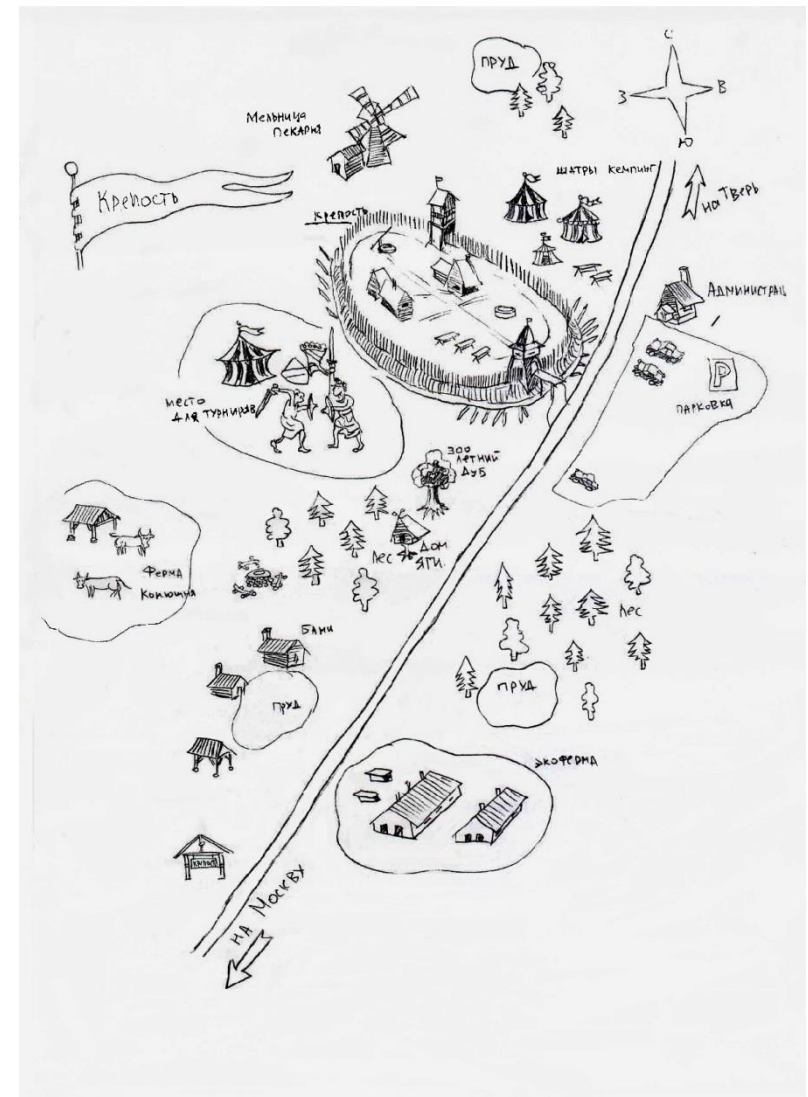 С
З
В
Ю
ПРУД
Мельница
пекарня
шатры кемпинг
на Тверь
Крепость
крепость
Администрац
P
парковка
место
для турниров
300
летний
дуб
лес
дом
яги.
Ферма
Конюшня
лес
Бани
пруд
пруд
экоферма
на Москву